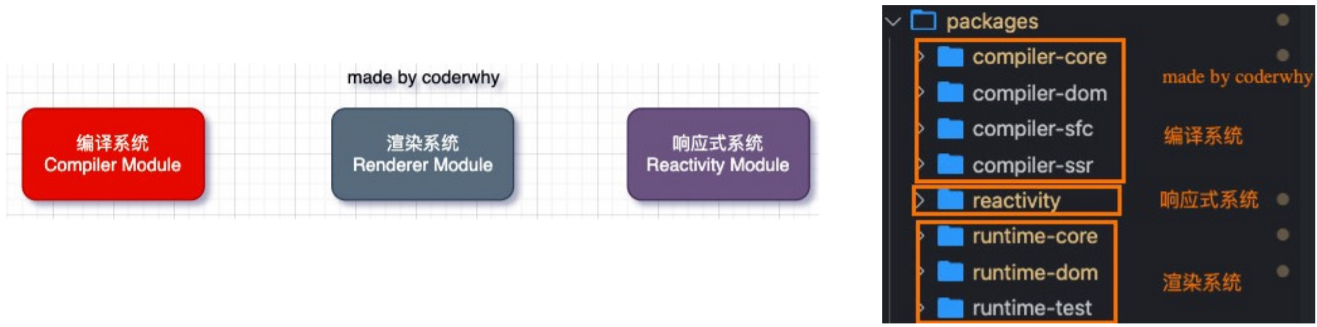 made by coderwhy
编译系统
Compiler Module
渲染系统
Renderer Module
响应式系统
Reactivity Module
packages
compiler-core
made by coderwhy
compiler-dom
compiler-sfc
编译系统
compiler-ssr
reactivity
响应式系统
runtime-core
runtime-dom
渲染系统
runtime-test